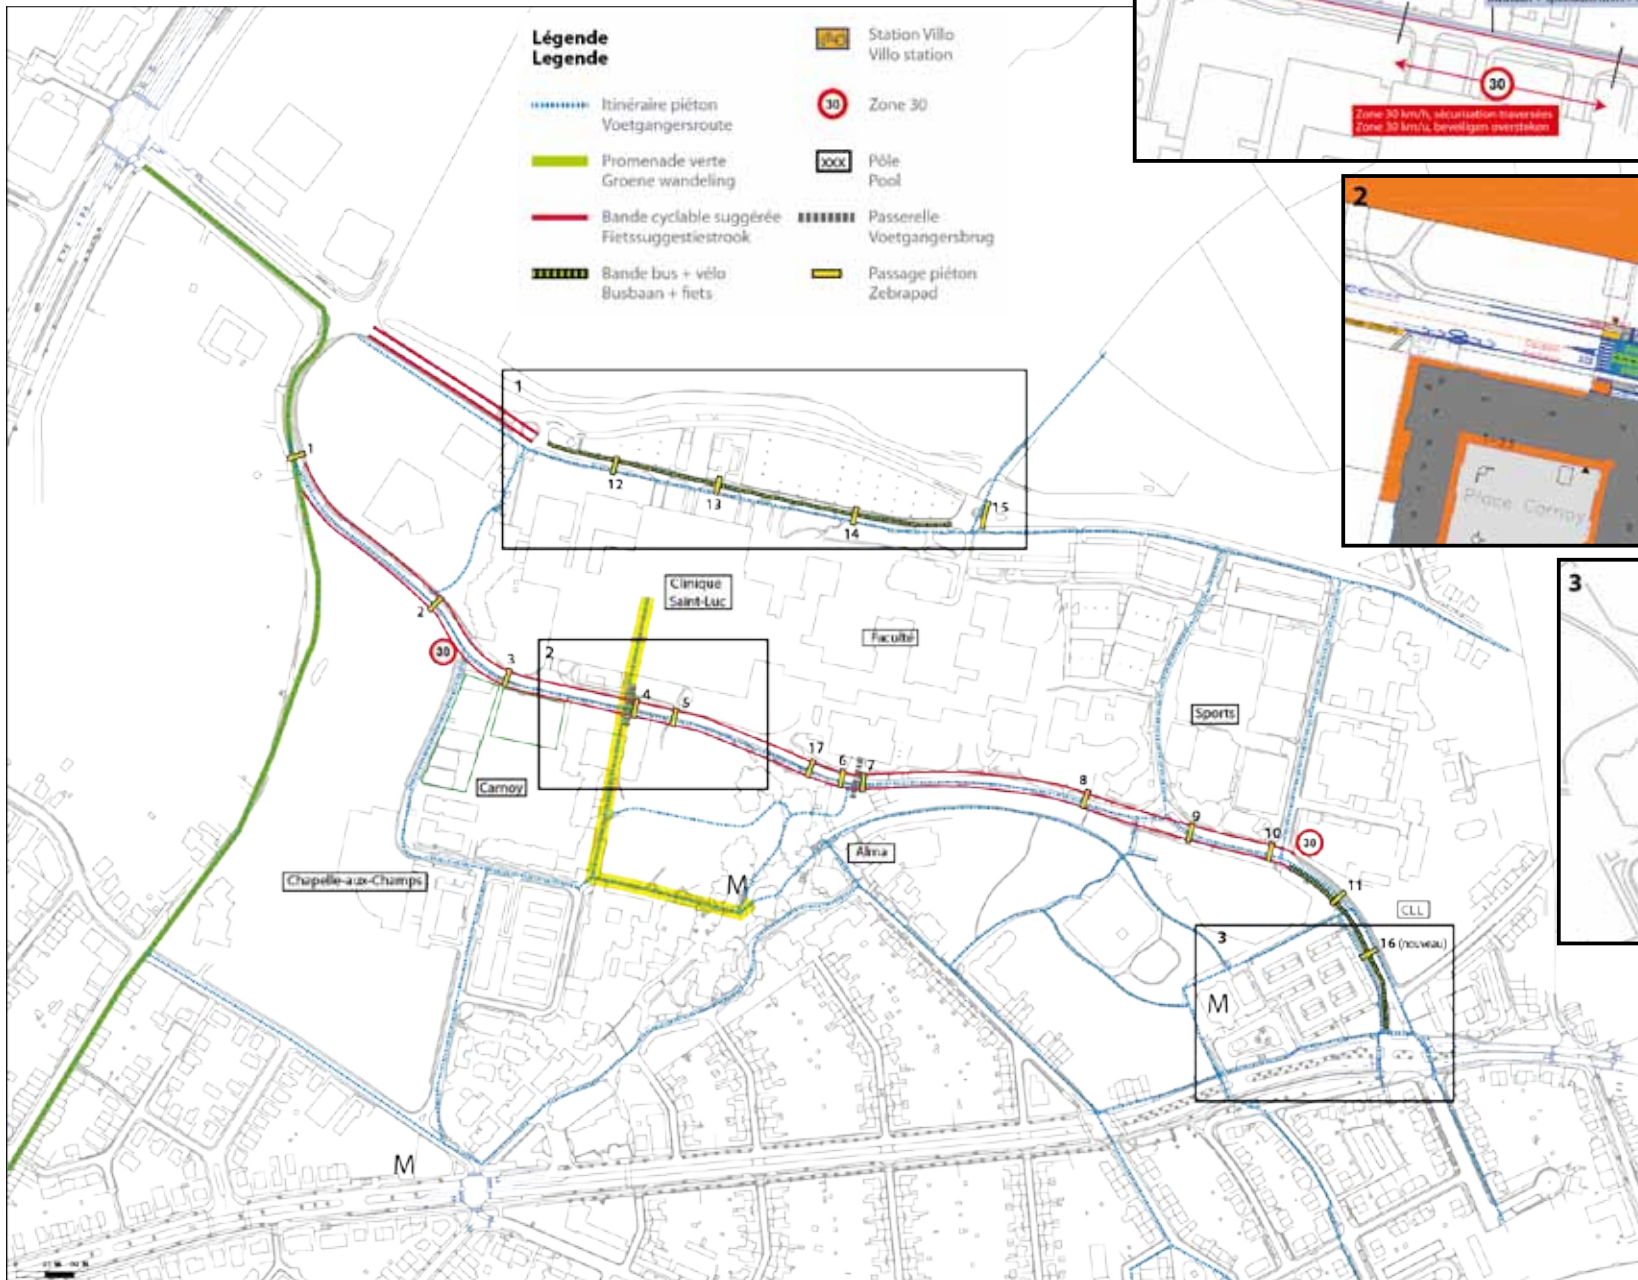 Légende
Legende
Itinéraire piéton
Voetgangersroute
Promenade verte
Groene wandeling
Bande cyclable suggérée
Fietssuggestiestrook
Bande bus + vélo
Busbaan + fiets
Station Villo
Villo station
30
Zone 30
xxx
Pôle
Pool
Passerelle
Voetgangersbrug
Passage piéton
Zebrapad
30
Zone 30 km/h, sécurisation traversées
Zone 30 km/u, beveiligen oversteken
2
Place Carnoy
3
1
12
13
14
15
1
2
30
3
2
4
5
17
6
7
8
9
10
30
11
16 (nouveau)
3
Clinique
Saint-Luc
Faculté
Sports
Carnoy
Alma
Chapelle-aux-Champs
CLL
M
M
M